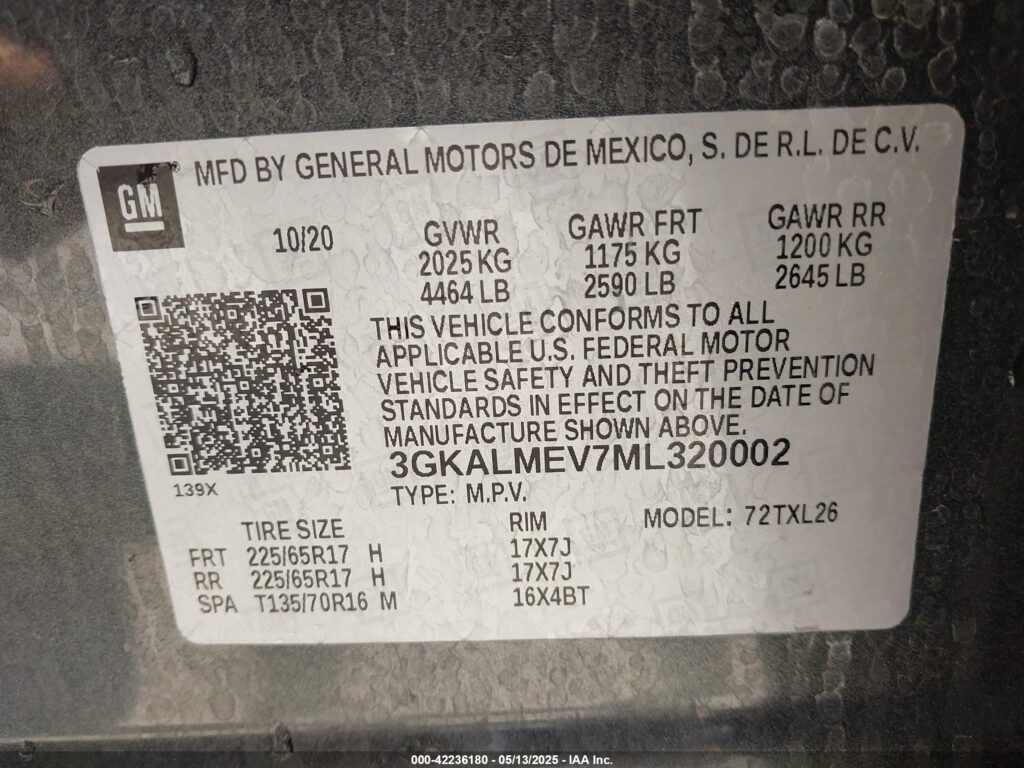 GM
MFD BY GENERAL MOTORS DE MEXICO, S. DE R.L. DE C.V.
10/20 GVWR GAWR FRT GAWR RR
2025 KG 1175 KG 1200 KG
4464 LB 2590 LB 2645 LB
THIS VEHICLE CONFORMS TO ALL
APPLICABLE U.S. FEDERAL MOTOR
VEHICLE SAFETY AND THEFT PREVENTION
STANDARDS IN EFFECT ON THE DATE OF
MANUFACTURE SHOWN ABOVE.
3GKALMEV7ML320002
139X
TYPE: M.P.V.
TIRE SIZE RIM MODEL: 72TXL26
FRT 225/65R17 H 17X7J
RR 225/65R17 H 17X7J
SPA T135/70R16 M 16X4BT
000-42236180 - 05/13/2025 - IAA Inc.